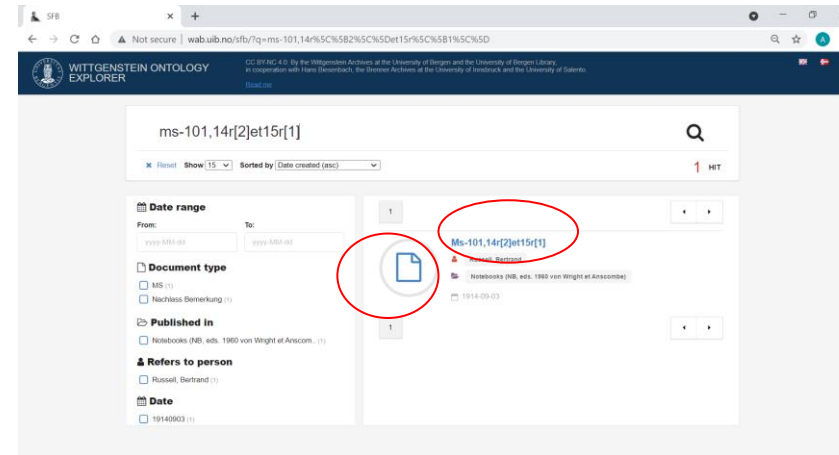 SFB
Not secure | wab.uib.no/sfb/?q=ms-101,14r%5C%5B2%5C%5Det15r%5C%5B1%5C%5D
A
WITTGENSTEIN ONTOLOGY
EXPLORER
CC BY-NC 4.0. By the Wittgenstein Archives at the University of Bergen and the University of Bergen Library,
in cooperation with Hans Biesenbach, the Brenner Archives at the University of Innsbruck and the University of Salento.
Read on
ms-101,14r[2]et15r[1]
× Reset Show 15 Sorted by Date created (asc)
1 HIT
Date range
From: To:
yyyy-MM-dd yyyy-MM-dd
Document type
MS (1)
Nachlass Bemerkung (1)
Published in
Notebooks (NB, eds. 1960 von Wright et Anscom.. (1)
Refers to person
Russell, Bertrand (1)
Date
19140903 (1)
1
Ms-101,14r[2]et15r[1]
Russell, Bertrand
Notebooks (NB, eds. 1960 von Wright et Anscombe)
1914-09-03
1